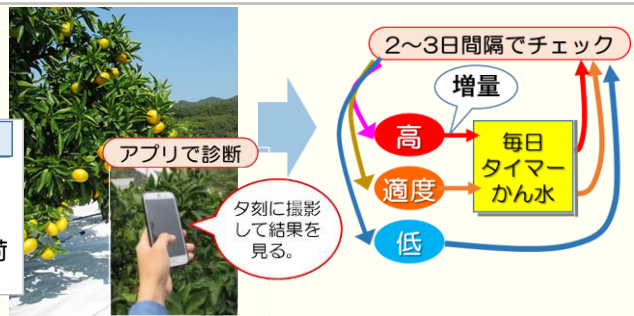 2～3日間隔でチェック
増量
高
毎日
タイマー
かん水
アプリで診断
適度
夕刻に撮影
して結果を
見る。
低
荷